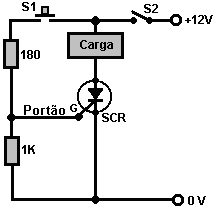 S1
S2
+12V
Carga
180
Portão G
SCR
1K
0 V